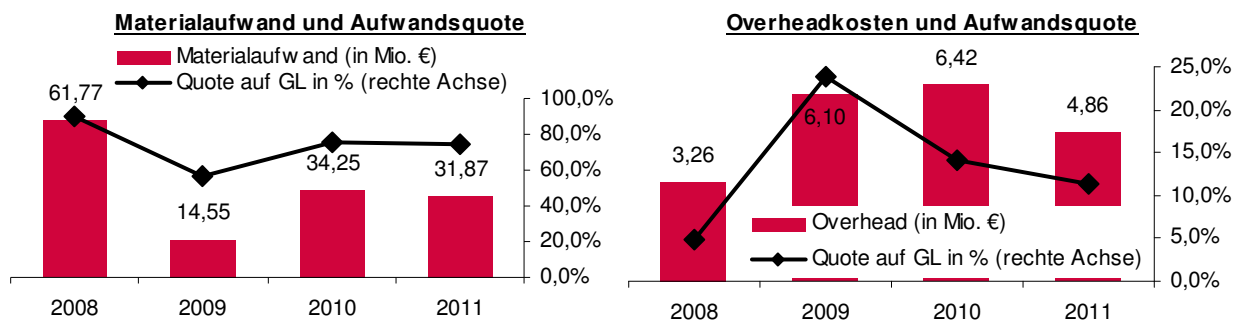 Materialaufwand und Aufwandsquote
Materialaufwand (in Mio. €)
Quote auf GL in % (rechte Achse)
61,77
14,55
34,25
31,87
100,0%
80,0%
60,0%
40,0%
20,0%
0,0%
2008 2009 2010 2011
Overheadkosten und Aufwandsquote
3,26
6,10
6,42
4,86
25,0%
20,0%
15,0%
10,0%
5,0%
0,0%
Overhead (in Mio. €)
Quote auf GL in % (rechte Achse)
2008 2009 2010 2011